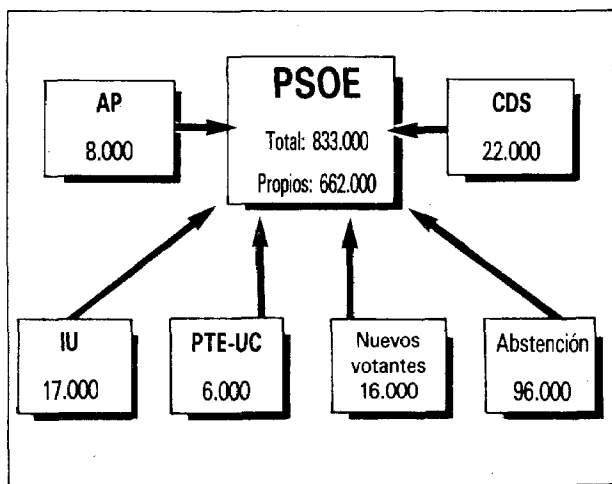 PSOE
Total: 833.000
Propios: 662.000
AP
8.000
CDS
22.000
IU
17.000
PTE-UC
6.000
Nuevos
votantes
16.000
Abstención
96.000